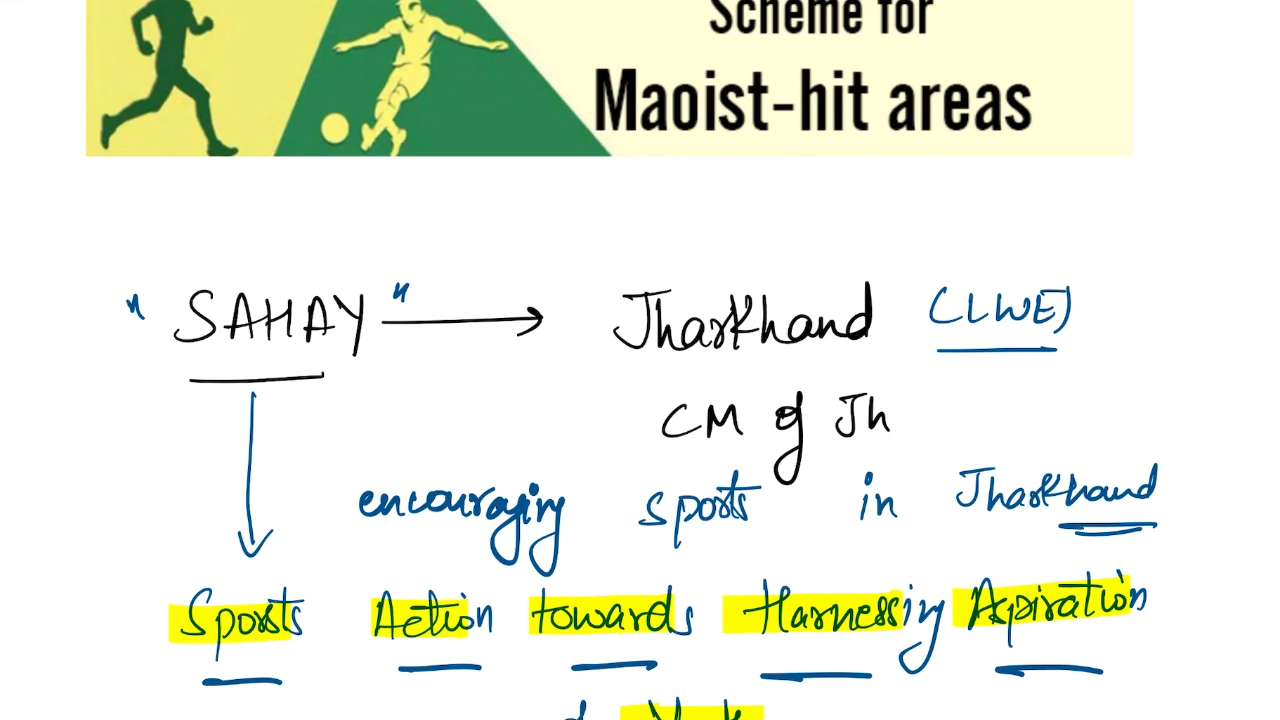 Scheme for
Maoist-hit areas
"SAHAY" → Jharkhand (LWE)
CM of Jh
encouraging sports in Jharkhand
Sports Action towards Harnessing Aspiration